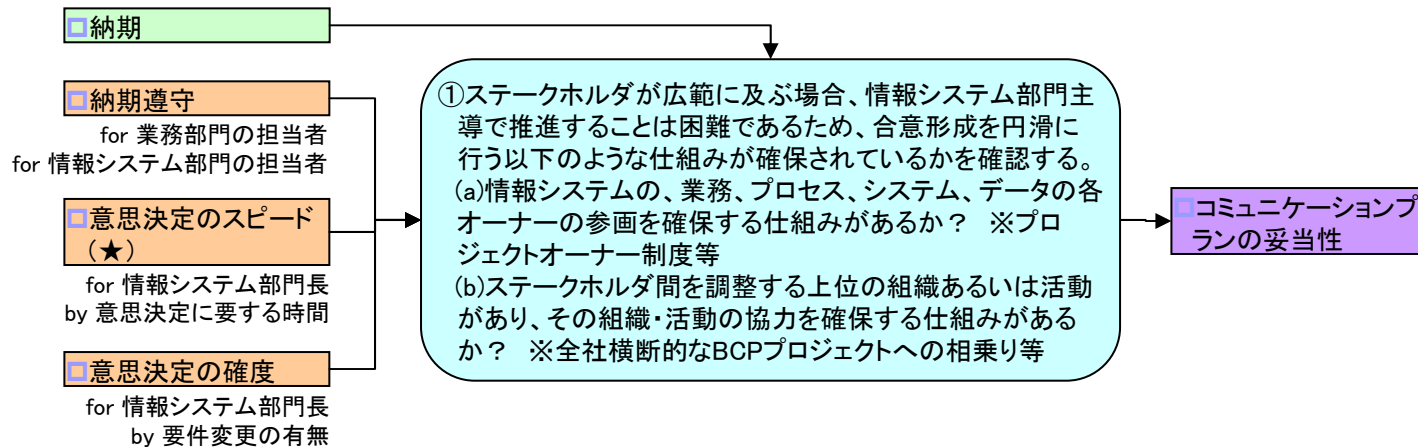 納期
納期遵守
for 業務部門の担当者
for 情報システム部門の担当者
意思決定のスピード
(★)
for 情報システム部門長
by 意思決定に要する時間
意思決定の確度
for 情報システム部門長
by 要件変更の有無
①ステークホルダが広範に及ぶ場合、情報システム部門主
導で推進することは困難であるため、合意形成を円滑に
行う以下のような仕組みが確保されているかを確認する。
(a)情報システムの、業務、プロセス、システム、データの各
オーナーの参画を確保する仕組みがあるか？ ※プロ
ジェクトオーナー制度等
(b)ステークホルダ間を調整する上位の組織あるいは活動
があり、その組織・活動の協力を確保する仕組みがある
か？ ※全社横断的なBCPプロジェクトへの相乗り等
コミュニケーションプ
ランの妥当性